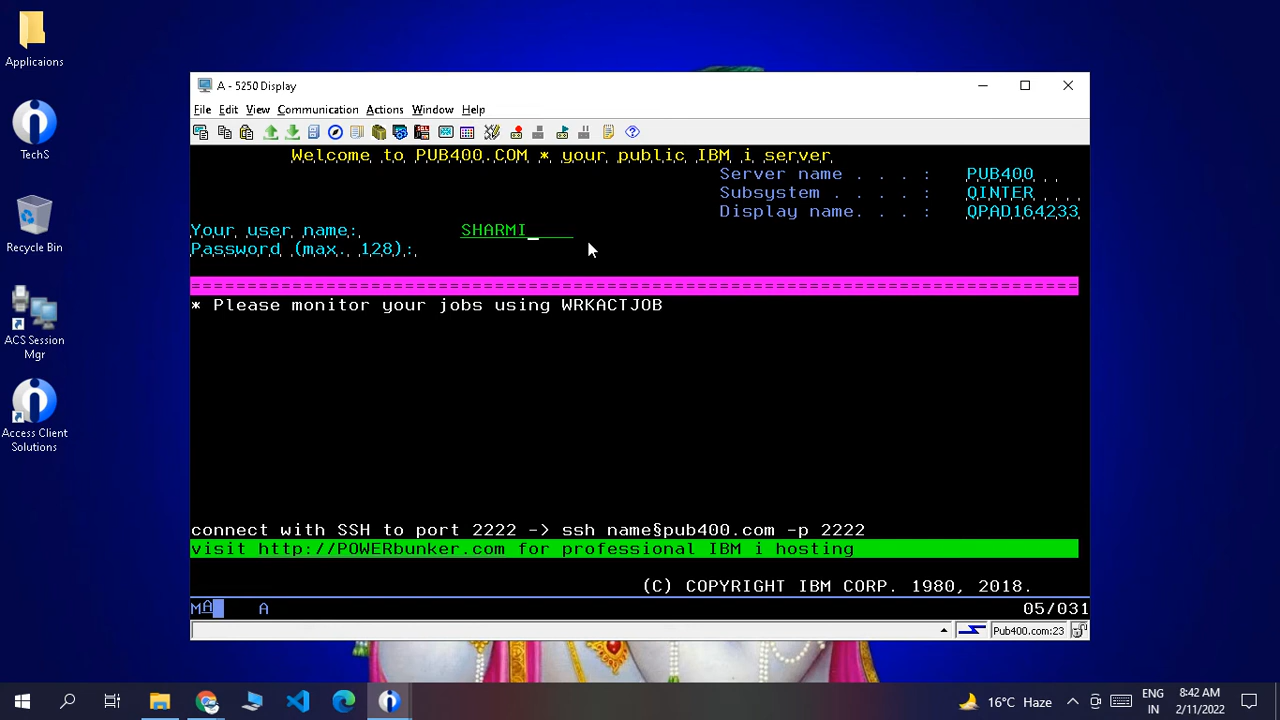 Applicaions
TechS
Recycle Bin
ACS Session
Mgr
Access Client
Solutions
A - 5250 Display
File Edit View Communication Actions Window Help
Welcome to PUB400.COM * your public IBM i server
Server name . . . : PUB400
Subsystem . . . . : QINTER
Display name. . . : QPAD164233
Your user name: SHARMI_
Password (max. 128):
===============================================================================
* Please monitor your jobs using WRKACTJOB
connect with SSH to port 2222 -> ssh name§pub400.com -p 2222
visit http://POWERbunker.com for professional IBM i hosting
(C) COPYRIGHT IBM CORP. 1980, 2018.
MA A 05/031
Pub400.com:23
16°C Haze
ENG
IN
8:42 AM
2/11/2022